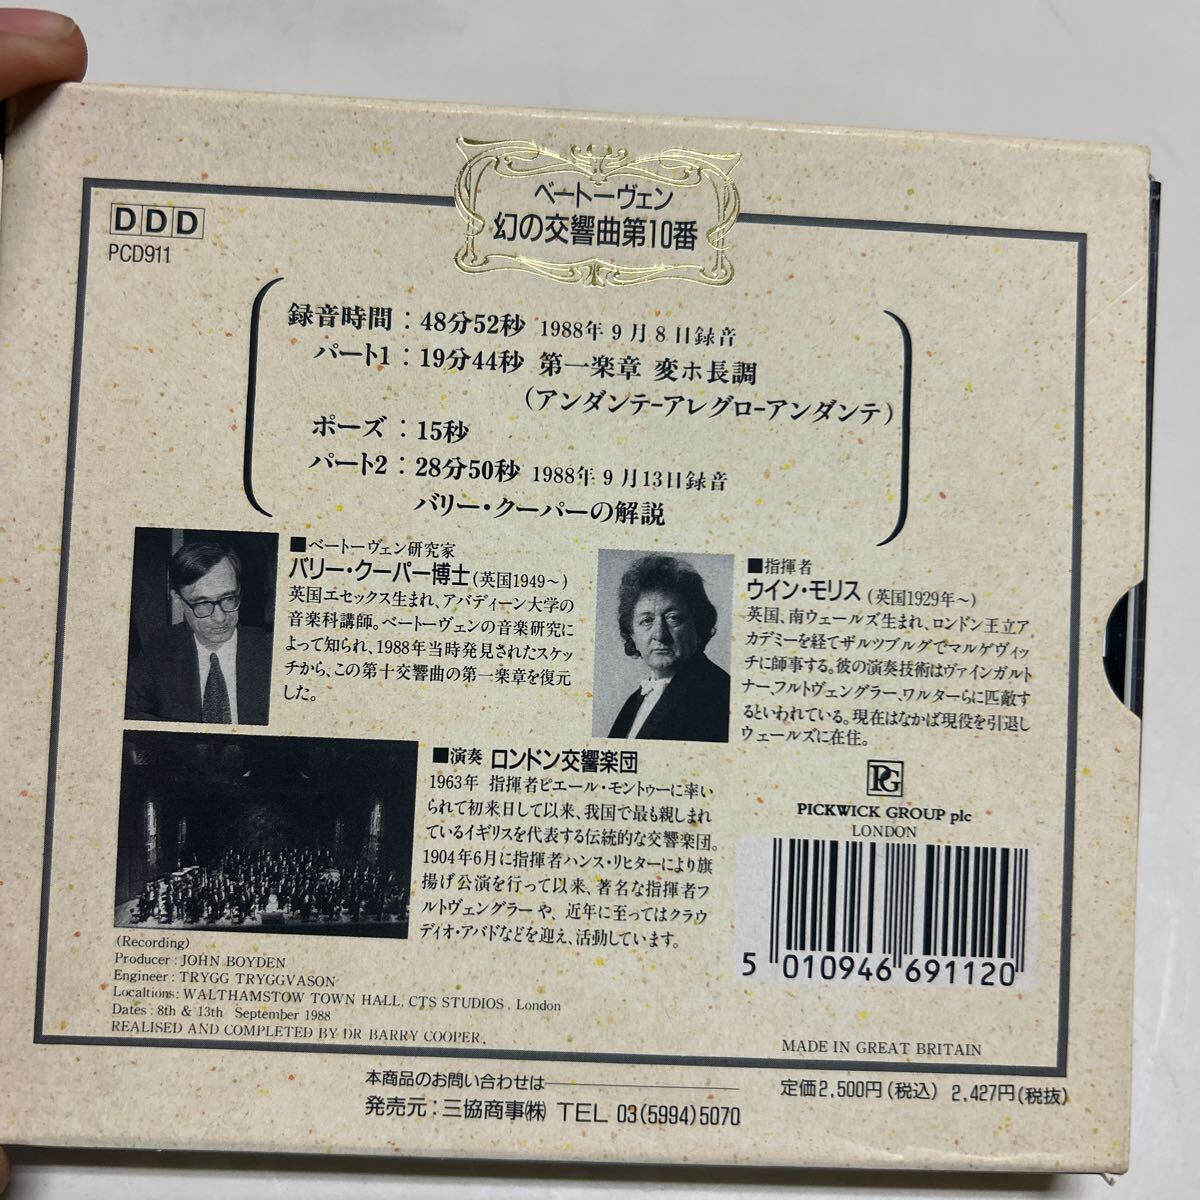 ベートーヴェン
幻の交響曲第10番
DDD
PCD911
録音時間：48分52秒 1988年9月8日録音
パート1：19分44秒 第一楽章 変ホ長調
（アンダンテ-アレグロ-アンダンテ）
ポーズ：15秒
パート2：28分50秒 1988年9月13日録音
バリー・クーパーの解説
■ベートーヴェン研究家
バリー・クーパー博士（英国1949～）
英国エセックス生まれ、アバディーン大学の
音楽科講師。ベートーヴェンの音楽研究に
よって知られ、1988年当時発見されたスケッ
チから、この第十交響曲の第一楽章を復元
した。
■指揮者
ウイン・モリス（英国1929年～）
英国、南ウェールズ生まれ、ロンドン王立ア
カデミーを経てザルツブルグでマルゲヴィッ
チに師事する。彼の演奏技術はヴァインガルト
ナー、フルトヴェングラー、ワルターらに匹敵す
るといわれている。現在はなかば現役を引退し
ウェールズに在住。
■演奏 ロンドン交響楽団
1963年 指揮者ピエール・モントゥーに率い
られて初来日して以来、我国で最も親しまれ
ているイギリスを代表する伝統的な交響楽団。
1904年6月に指揮者ハンス・リヒターにより旗
揚げ公演を行って以来、著名な指揮者フ
ルトヴェングラーや、近年に至ってはクラウ
ディオ・アバドなどを迎え、活動しています。
PG
PICKWICK GROUP plc
LONDON
5 010946 691120
(Recording)
Producer : JOHN BOYDEN
Engineer : TRYGG TRYGGVASON
Localtions : WALTHAMSTOW TOWN HALL, CTS STUDIOS, London
Dates : 8th & 13th September 1988
REALISED AND COMPLETED BY DR BARRY COOPER.
MADE IN GREAT BRITAIN
本商品のお問い合わせは
発売元：三協商事㈱ TEL 03(5994)5070
定価2,500円（税込） 2,427円（税抜）